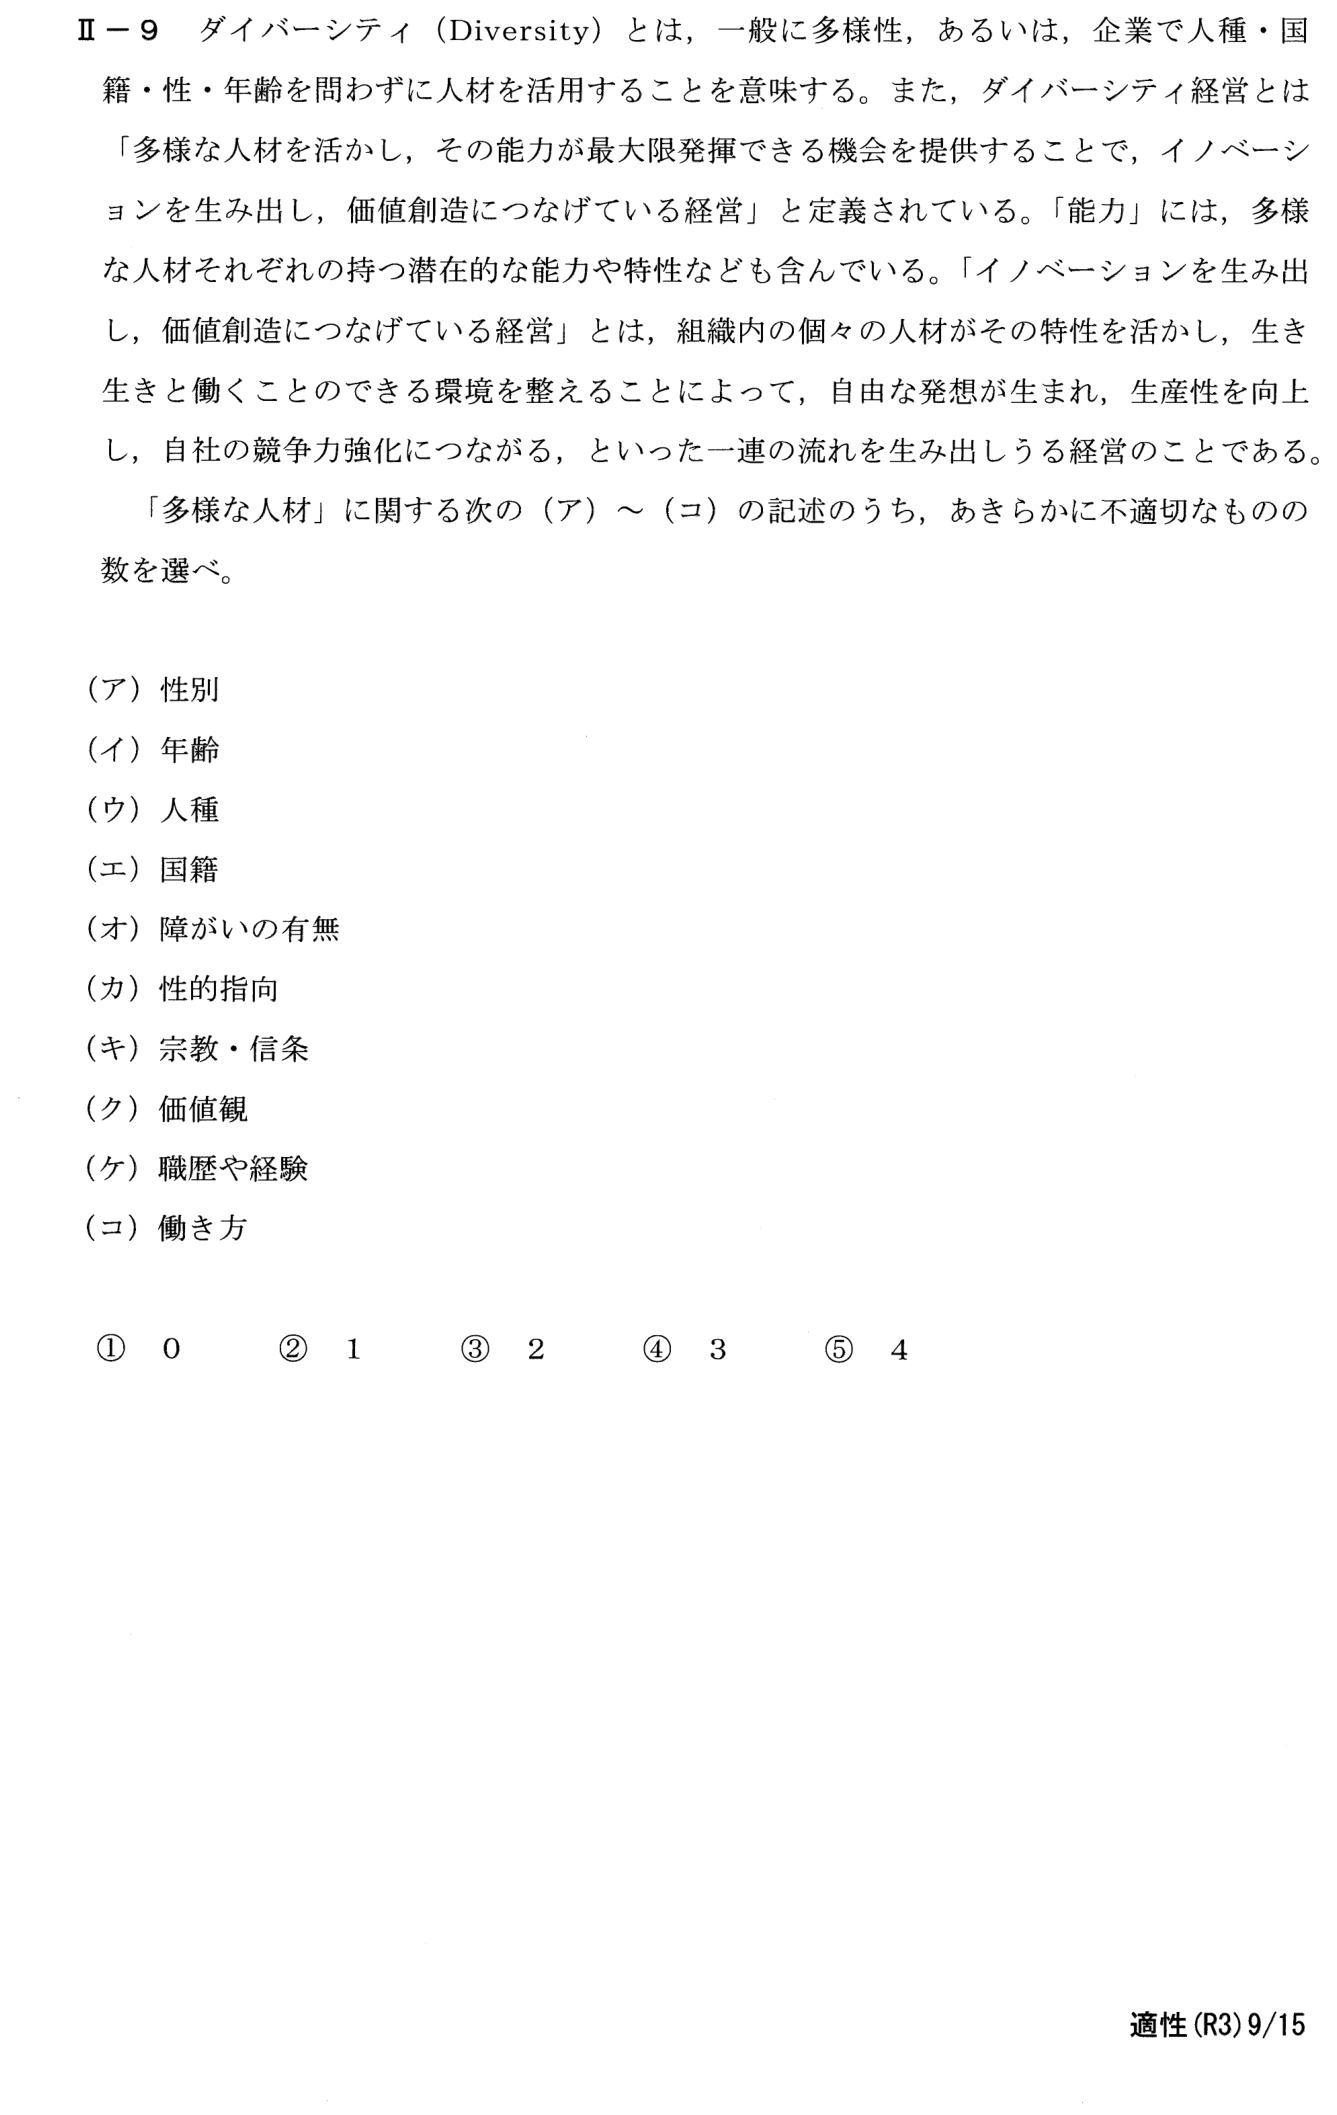 Ⅱ－９　ダイバーシティ（Diversity）とは，一般に多様性，あるいは，企業で人種・国
籍・性・年齢を問わずに人材を活用することを意味する。また，ダイバーシティ経営とは
「多様な人材を活かし，その能力が最大限発揮できる機会を提供することで，イノベーシ
ョンを生み出し，価値創造につなげている経営」と定義されている。「能力」には，多様
な人材それぞれの持つ潜在的な能力や特性なども含んでいる。「イノベーションを生み出
し，価値創造につなげている経営」とは，組織内の個々の人材がその特性を活かし，生き
生きと働くことのできる環境を整えることによって，自由な発想が生まれ，生産性を向上
し，自社の競争力強化につながる，といった一連の流れを生み出しうる経営のことである。
「多様な人材」に関する次の（ア）～（コ）の記述のうち，あきらかに不適切なものの
数を選べ。
（ア）性別
（イ）年齢
（ウ）人種
（エ）国籍
（オ）障がいの有無
（カ）性的指向
（キ）宗教・信条
（ク）価値観
（ケ）職歴や経験
（コ）働き方
①　0　　②　1　　③　2　　④　3　　⑤　4
適性(R3)9/15